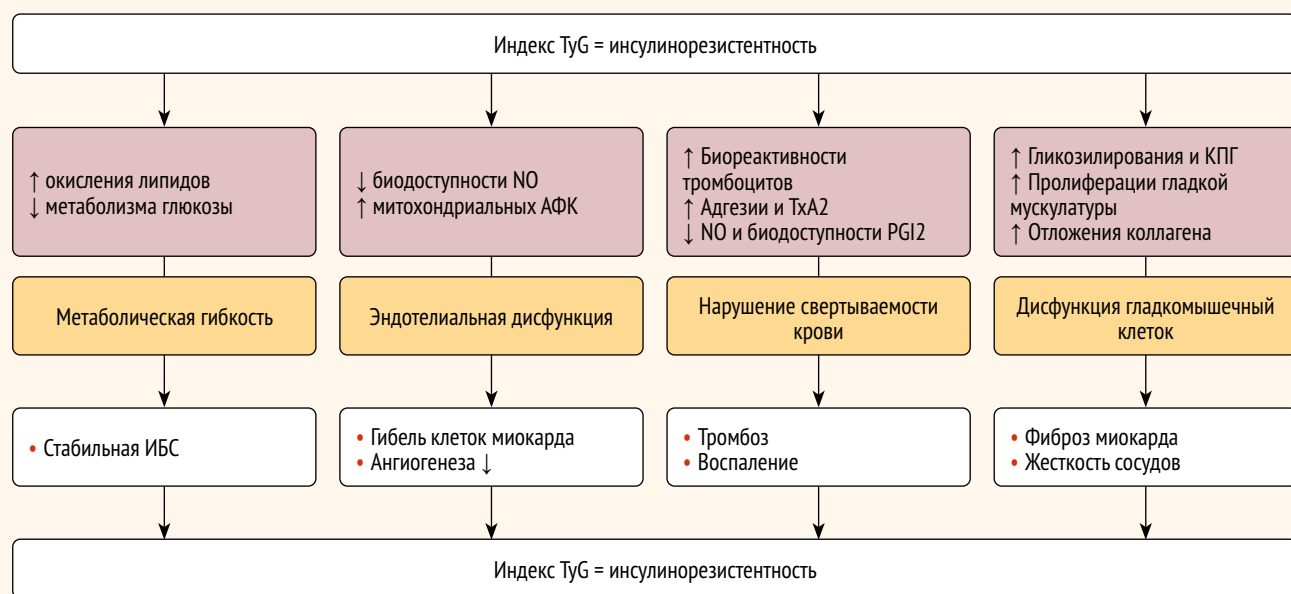 Индекс TyG = инсулинорезистентность
↑ окисления липидов
↓ метаболизма глюкозы
↓ биодоступности NO
↑ митохондриальных АФК
↑ Биореактивности
тромбоцитов
↑ Адгезии и TxA2
↓ NO и биодоступности PGI2
↑ Гликозилирования и КПГ
↑ Пролиферации гладкой
мускулатуры
↑ Отложения коллагена
Метаболическая гибкость
Эндотелиальная дисфункция
Нарушение свертываемости
крови
Дисфункция гладкомышечный
клеток
• Стабильная ИБС
• Гибель клеток миокарда
• Ангиогенеза ↓
• Тромбоз
• Воспаление
• Фиброз миокарда
• Жесткость сосудов
Индекс TyG = инсулинорезистентность